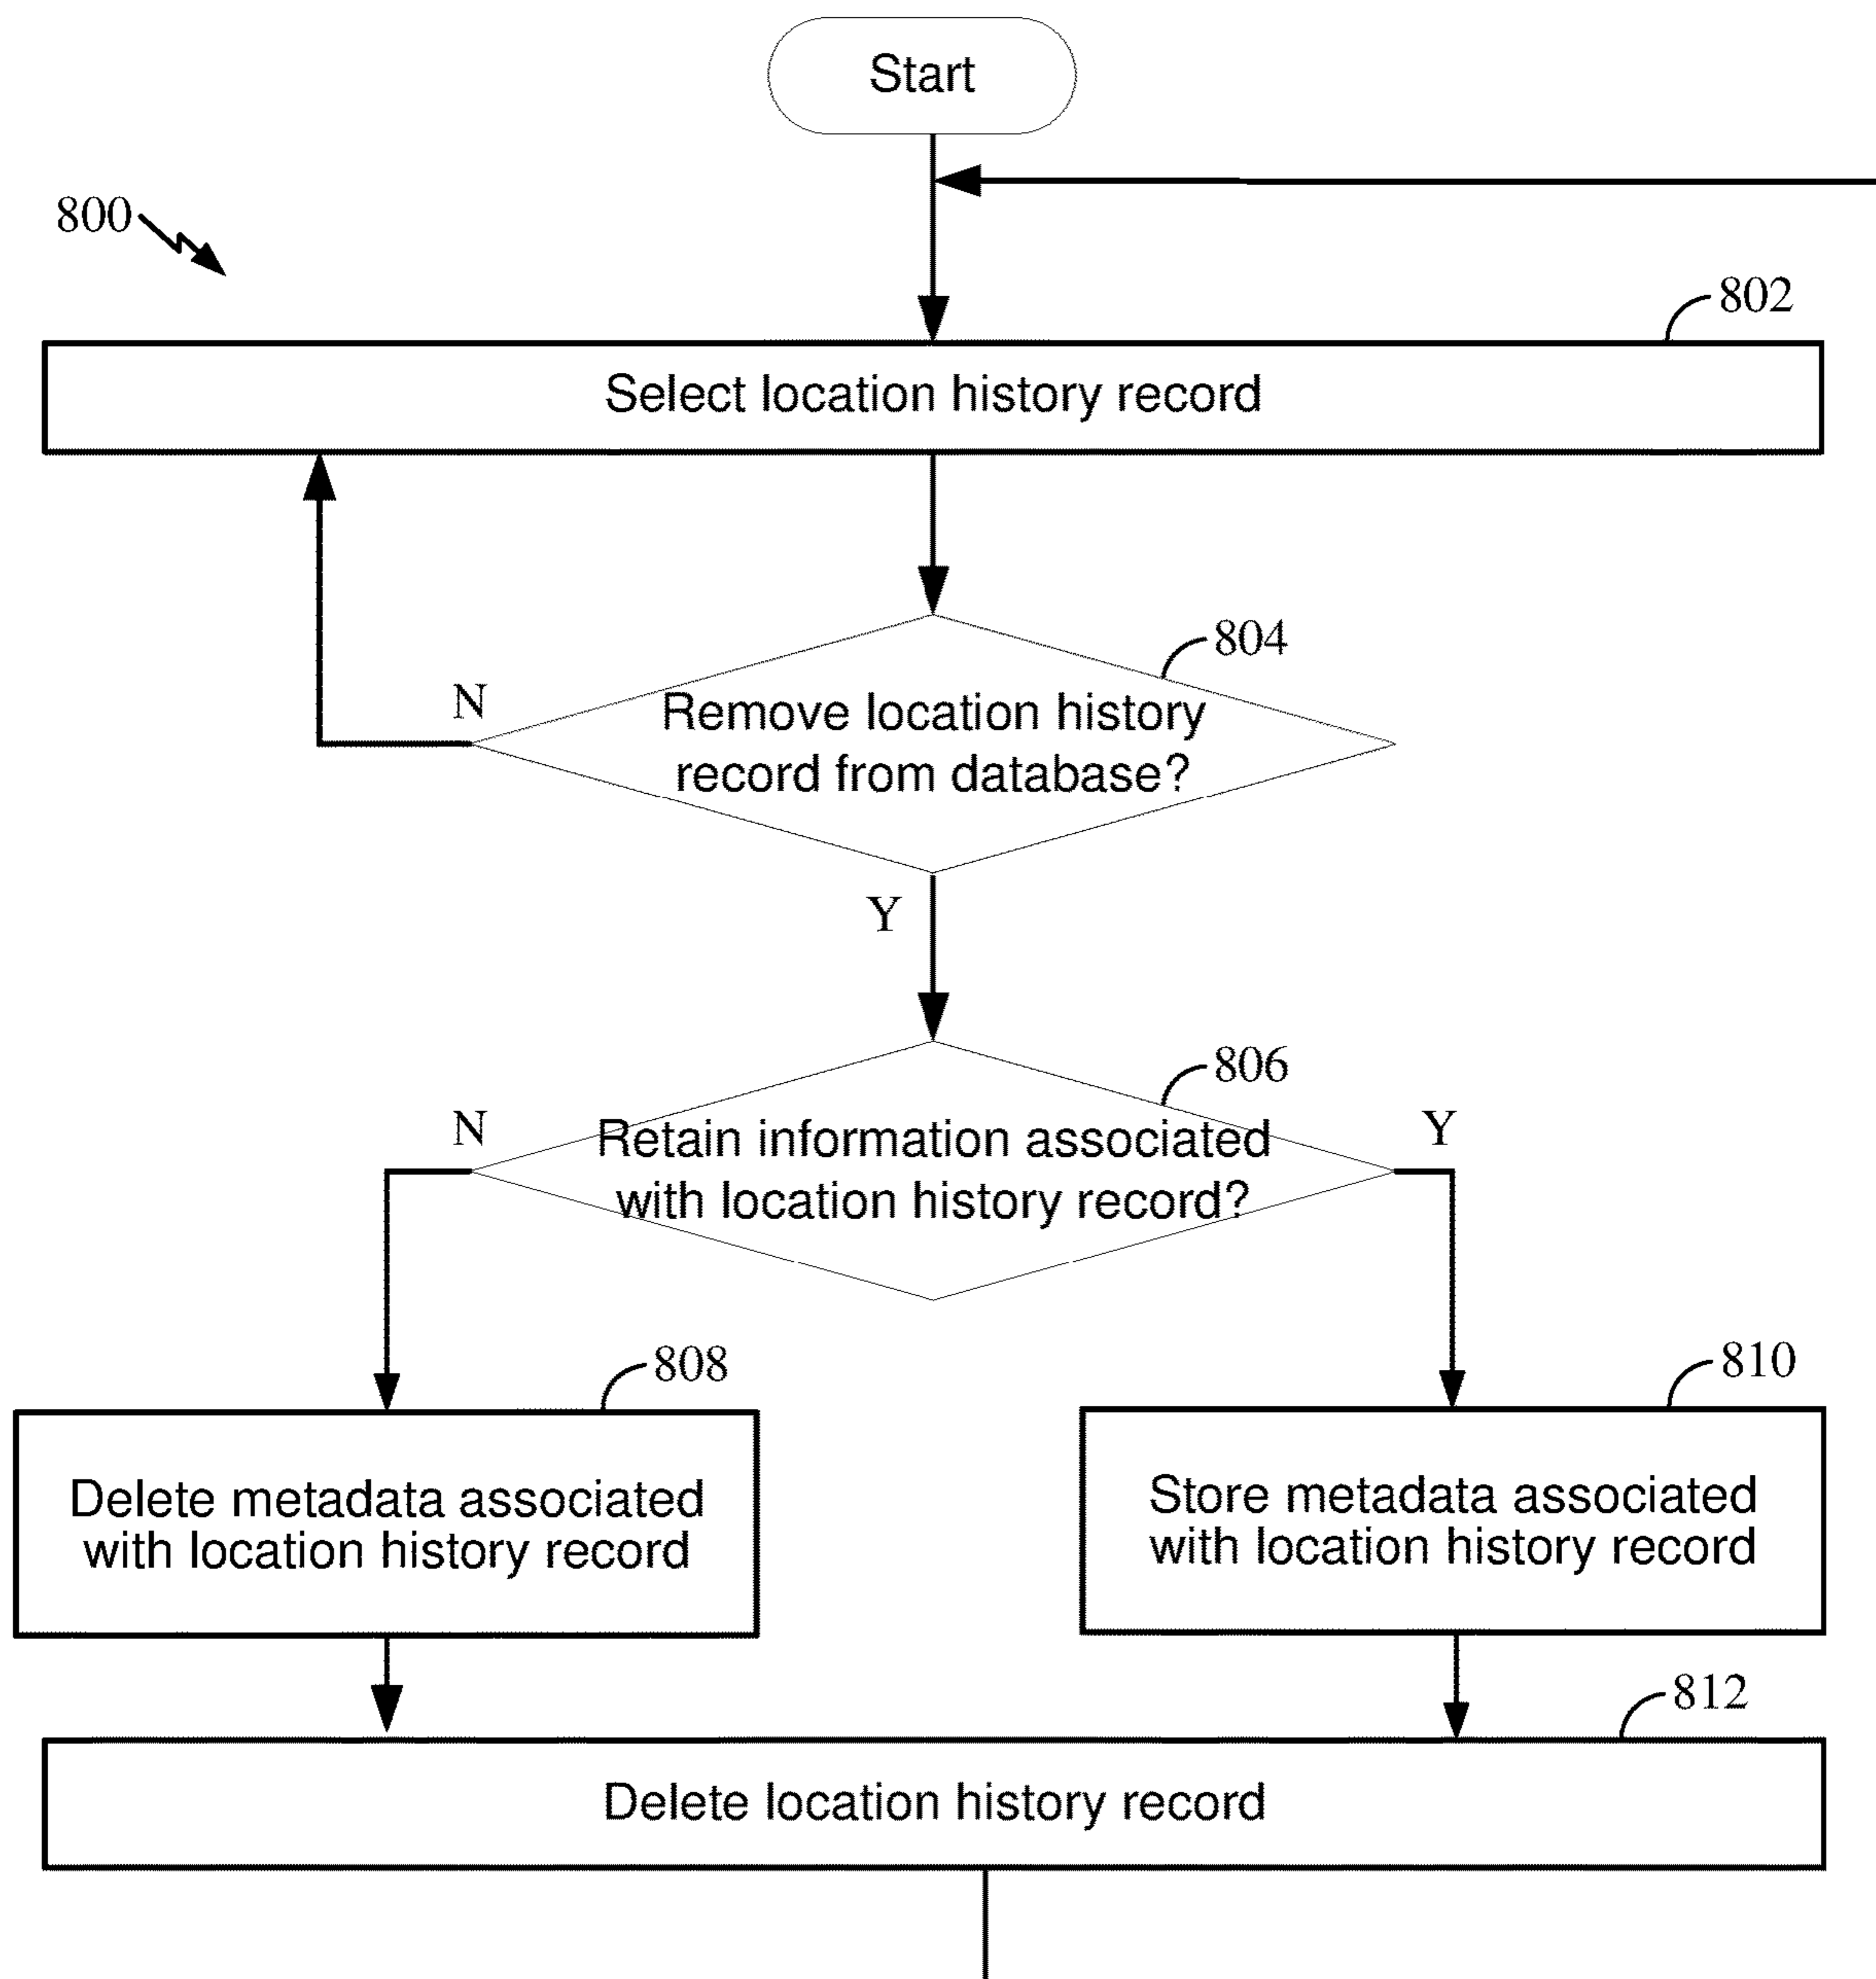 Start
800
802
Select location history record
804
N
Remove location history
record from database?
Y
806
N
Y
Retain information associated
with location history record?
808
810
Delete metadata associated
with location history record
Store metadata associated
with location history record
812
Delete location history record